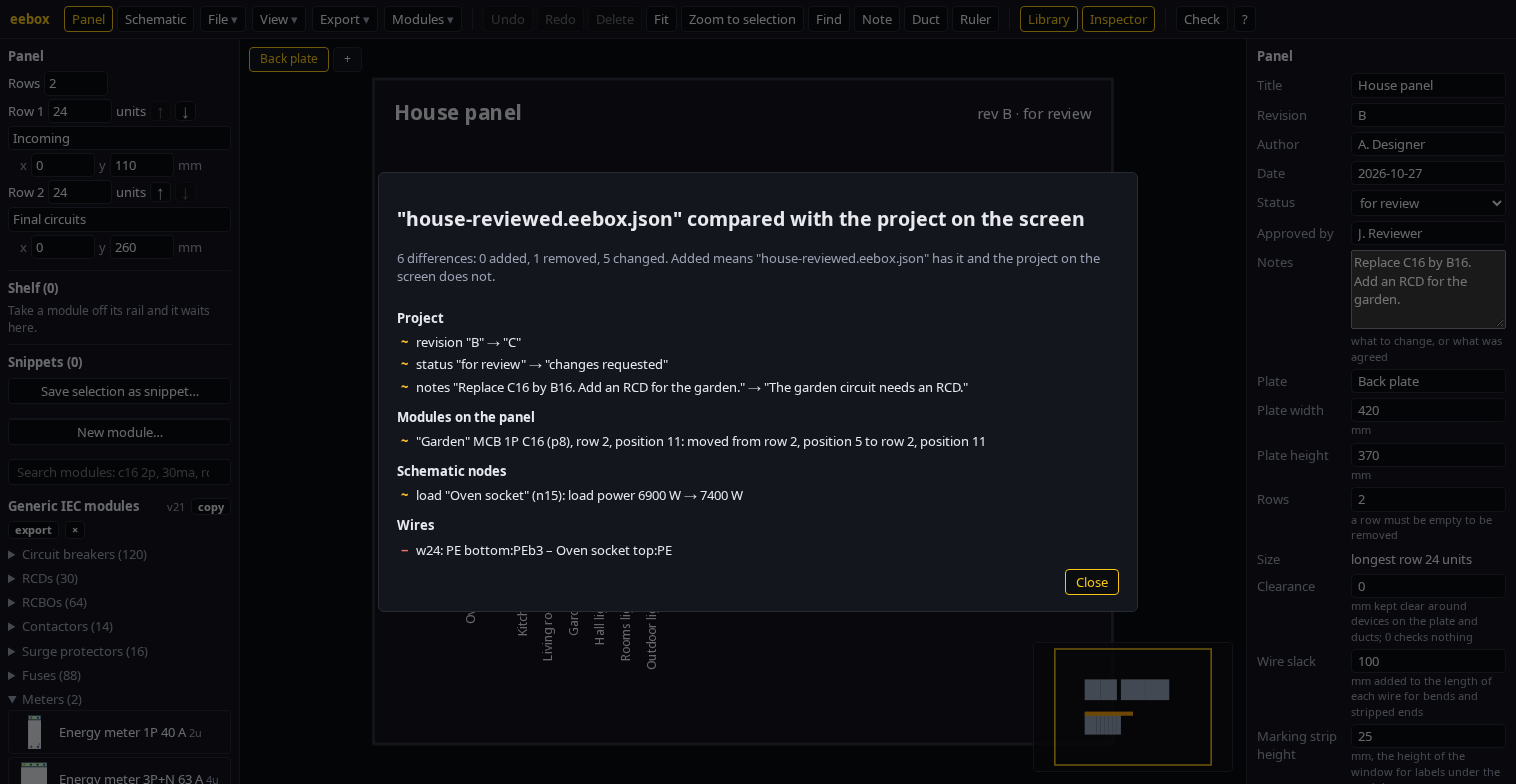 eebox Panel Schematic File ▾ View ▾ Export ▾ Modules ▾ Undo Redo Delete Fit Zoom to selection Find Note Duct Ruler Library Inspector Check ?
Panel
Rows 2
Row 1 24 units ↑ ↓
Incoming
x 0 y 110 mm
Row 2 24 units ↑ ↓
Final circuits
x 0 y 260 mm
Shelf (0)
Take a module off its rail and it waits
here.
Snippets (0)
Save selection as snippet...
New module...
Search modules: c16 2p, 30ma, rc
Generic IEC modules v21 copy
export ×
Circuit breakers (120)
RCDs (30)
RCBOs (64)
Contactors (14)
Surge protectors (16)
Fuses (88)
Meters (2)
Energy meter 1P 40 A 2u
Energy meter 3P+N 63 A 4u
Back plate +
House panel
rev B · for review
"house-reviewed.eebox.json" compared with the project on the screen
6 differences: 0 added, 1 removed, 5 changed. Added means "house-reviewed.eebox.json" has it and the project on the
screen does not.
Project
~ revision "B" → "C"
~ status "for review" → "changes requested"
~ notes "Replace C16 by B16. Add an RCD for the garden." → "The garden circuit needs an RCD."
Modules on the panel
~ "Garden" MCB 1P C16 (p8), row 2, position 11: moved from row 2, position 5 to row 2, position 11
Schematic nodes
~ load "Oven socket" (n15): load power 6900 W → 7400 W
Wires
− w24: PE bottom:PEb3 – Oven socket top:PE
Close
Panel
Title House panel
Revision B
Author A. Designer
Date 2026-10-27
Status for review
Approved by J. Reviewer
Notes Replace C16 by B16.
Add an RCD for the
garden.
what to change, or what was
agreed
Plate Back plate
Plate width 420
mm
Plate height 370
mm
Rows 2
a row must be empty to be
removed
Size longest row 24 units
Clearance 0
mm kept clear around
devices on the plate and
ducts; 0 checks nothing
Wire slack 100
mm added to the length of
each wire for bends and
stripped ends
Marking strip
height 25
mm, the height of the
window for labels under the